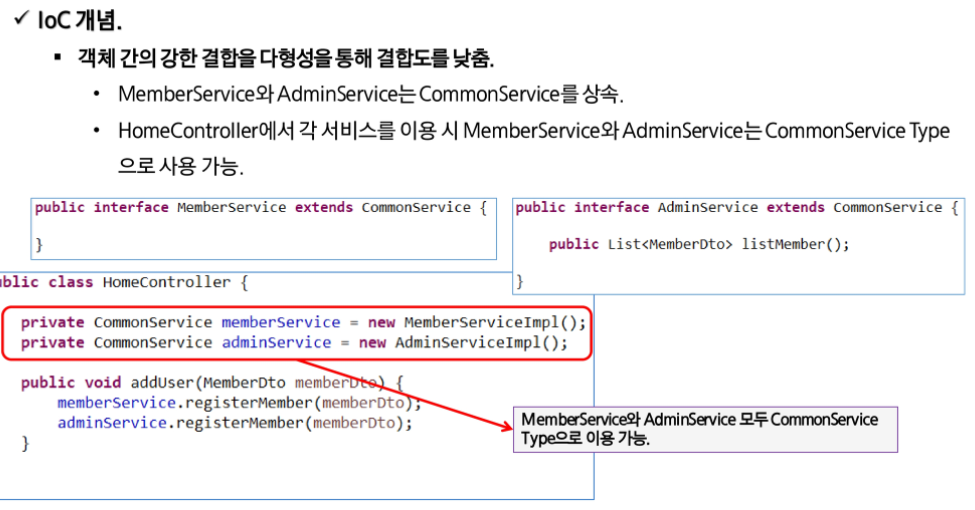 ✓ IoC 개념.
▪ 객체 간의 강한 결합을 다형성을 통해 결합도를 낮춤.
• MemberService와 AdminService는 CommonService를 상속.
• HomeController에서 각 서비스를 이용 시 MemberService와 AdminService는 CommonService Type
으로 사용 가능.
public interface MemberService extends CommonService {
}
public interface AdminService extends CommonService {
public List<MemberDto> listMember();
}
ublic class HomeController {
private CommonService memberService = new MemberServiceImpl();
private CommonService adminService = new AdminServiceImpl();
public void addUser(MemberDto memberDto) {
memberService.registerMember(memberDto);
adminService.registerMember(memberDto);
}
MemberService와 AdminService 모두 CommonService
Type으로 이용 가능.